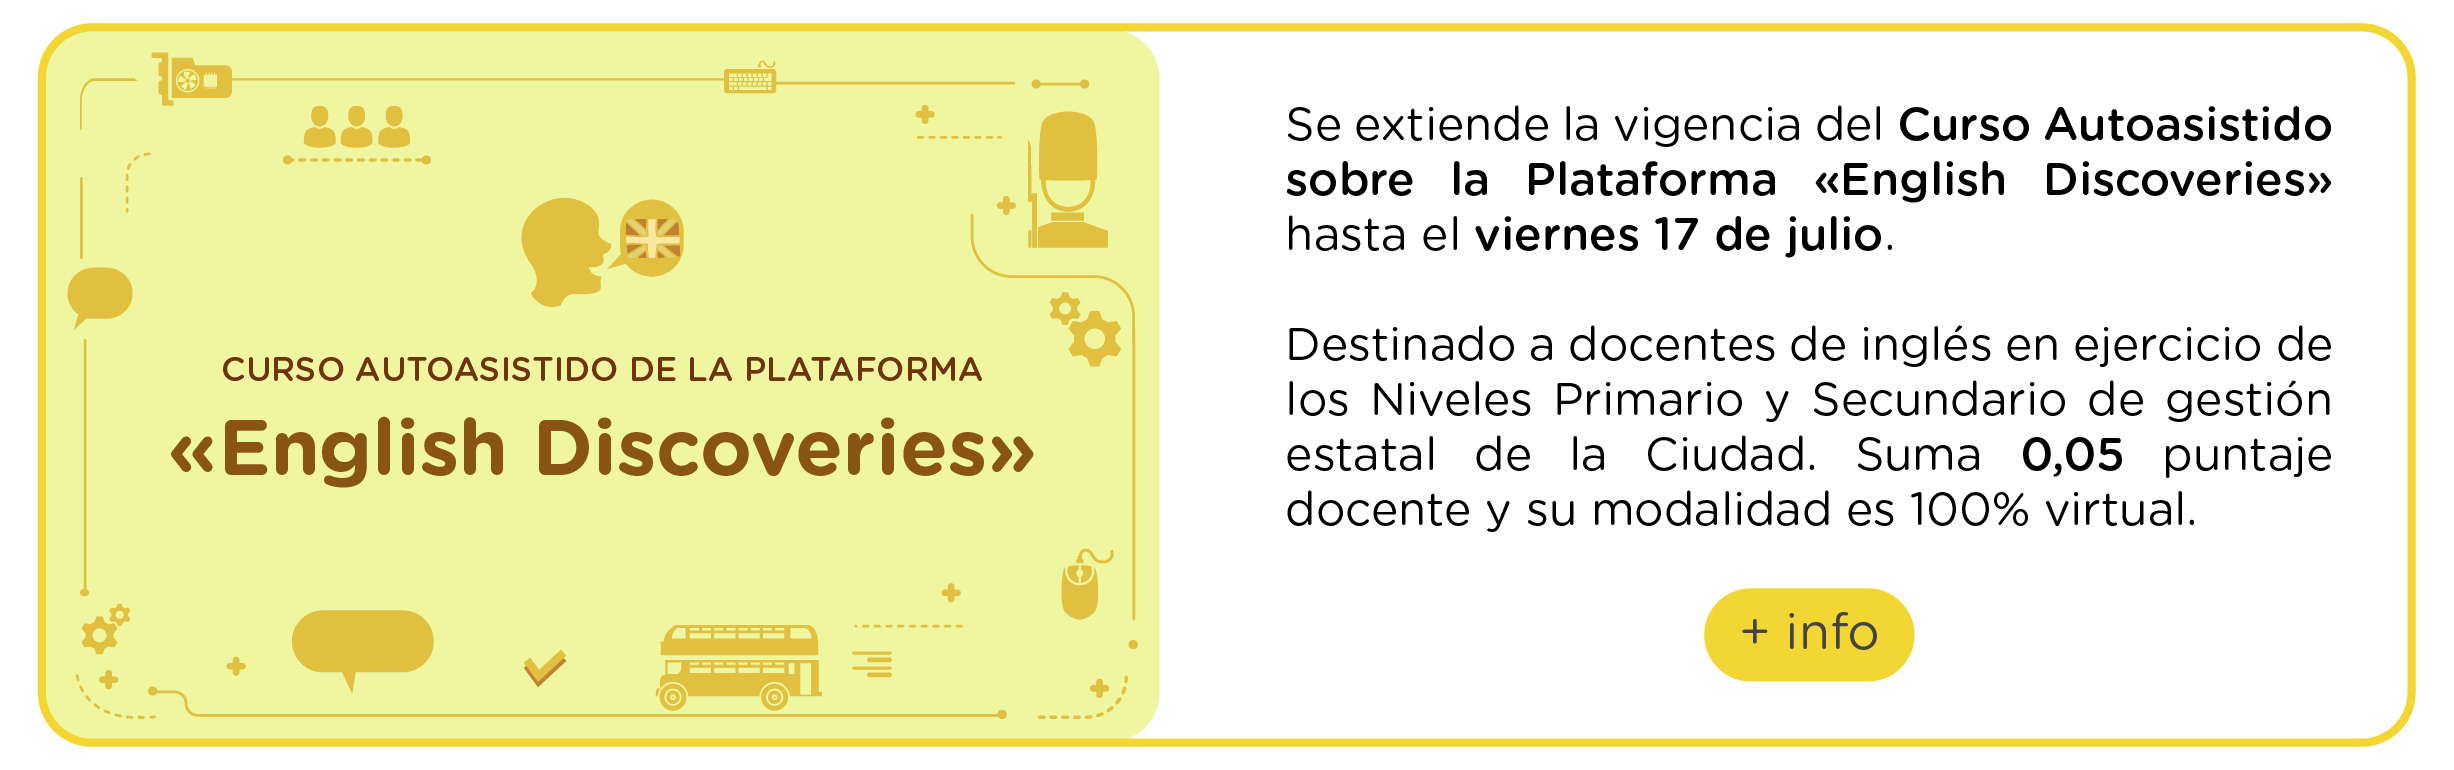 CURSO AUTOASISTIDO DE LA PLATAFORMA
«English Discoveries»
Se extiende la vigencia del Curso Autoasistido
sobre la Plataforma «English Discoveries»
hasta el viernes 17 de julio.
Destinado a docentes de inglés en ejercicio de
los Niveles Primario y Secundario de gestión
estatal de la Ciudad. Suma 0,05 puntaje
docente y su modalidad es 100% virtual.
+ info